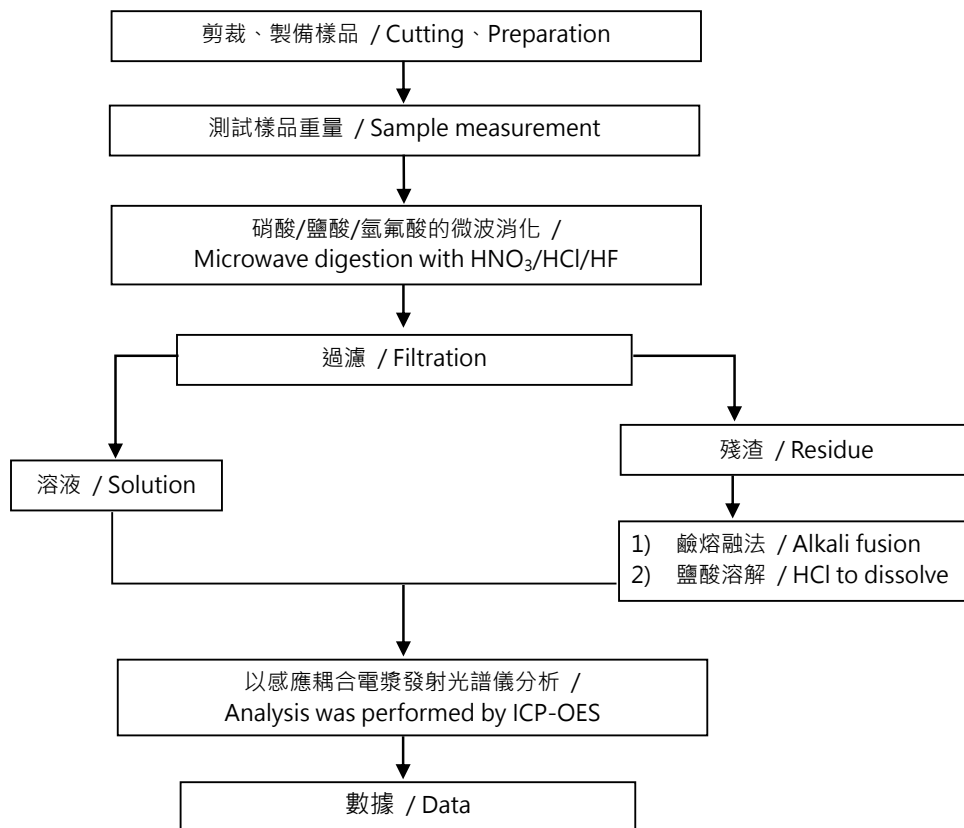 剪裁、製備樣品 / Cutting、Preparation
測試樣品重量 / Sample measurement
硝酸/鹽酸/氫氟酸的微波消化 /
Microwave digestion with HNO₃/HCl/HF
過濾 / Filtration
溶液 / Solution
殘渣 / Residue
1) 鹼熔融法 / Alkali fusion
2) 鹽酸溶解 / HCl to dissolve
以感應耦合電漿發射光譜儀分析 /
Analysis was performed by ICP-OES
數據 / Data